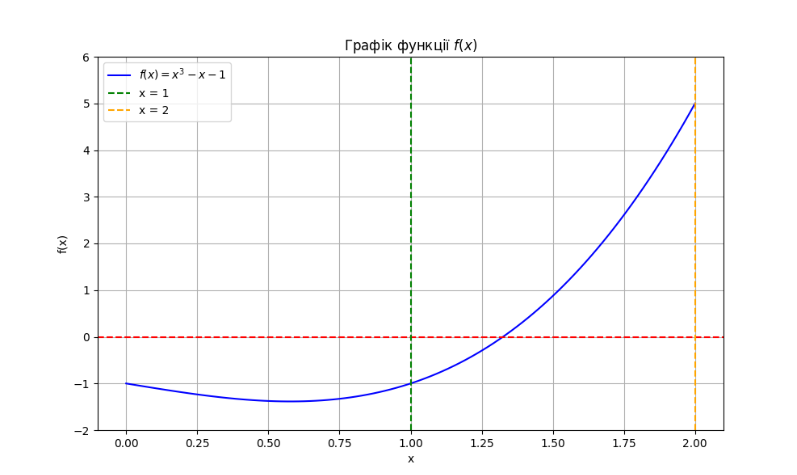 Графік функції f(x)
f(x) = x³ − x − 1
x = 1
x = 2
f(x)
6
5
4
3
2
1
0
−1
−2
0.00 0.25 0.50 0.75 1.00 1.25 1.50 1.75 2.00
x